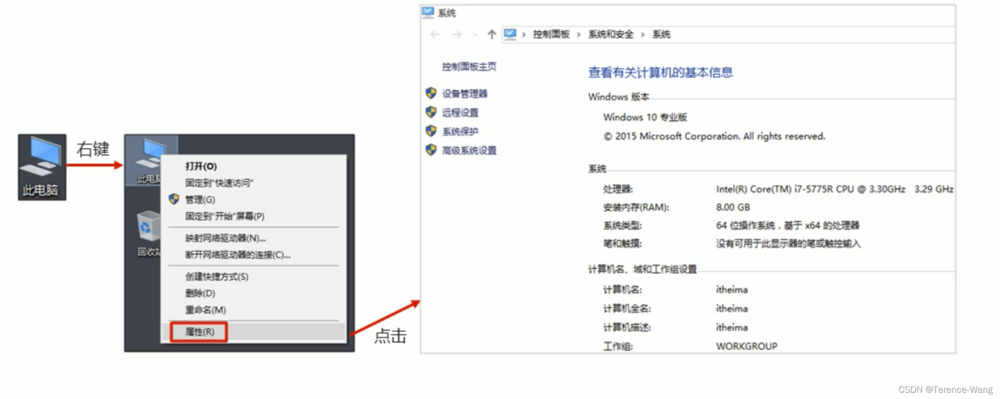 此电脑
右键
此电脑
回收站
打开(O)
固定到"快速访问"
管理(G)
固定到"开始"屏幕(P)
映射网络驱动器(N)...
断开网络驱动器的连接(C)...
创建快捷方式(S)
删除(D)
重命名(M)
属性(R)
点击
系统
控制面板 › 系统和安全 › 系统
控制面板主页
设备管理器
远程设置
系统保护
高级系统设置
查看有关计算机的基本信息
Windows 版本
Windows 10 专业版
© 2015 Microsoft Corporation. All rights reserved.
系统
处理器: Intel(R) Core(TM) i7-5775R CPU @ 3.30GHz 3.29 GHz
安装内存(RAM): 8.00 GB
系统类型: 64 位操作系统，基于 x64 的处理器
笔和触摸: 没有可用于此显示器的笔或触控输入
计算机名、域和工作组设置
计算机名: itheima
计算机全名: itheima
计算机描述: itheima
工作组: WORKGROUP
CSDN @Terence-Wang